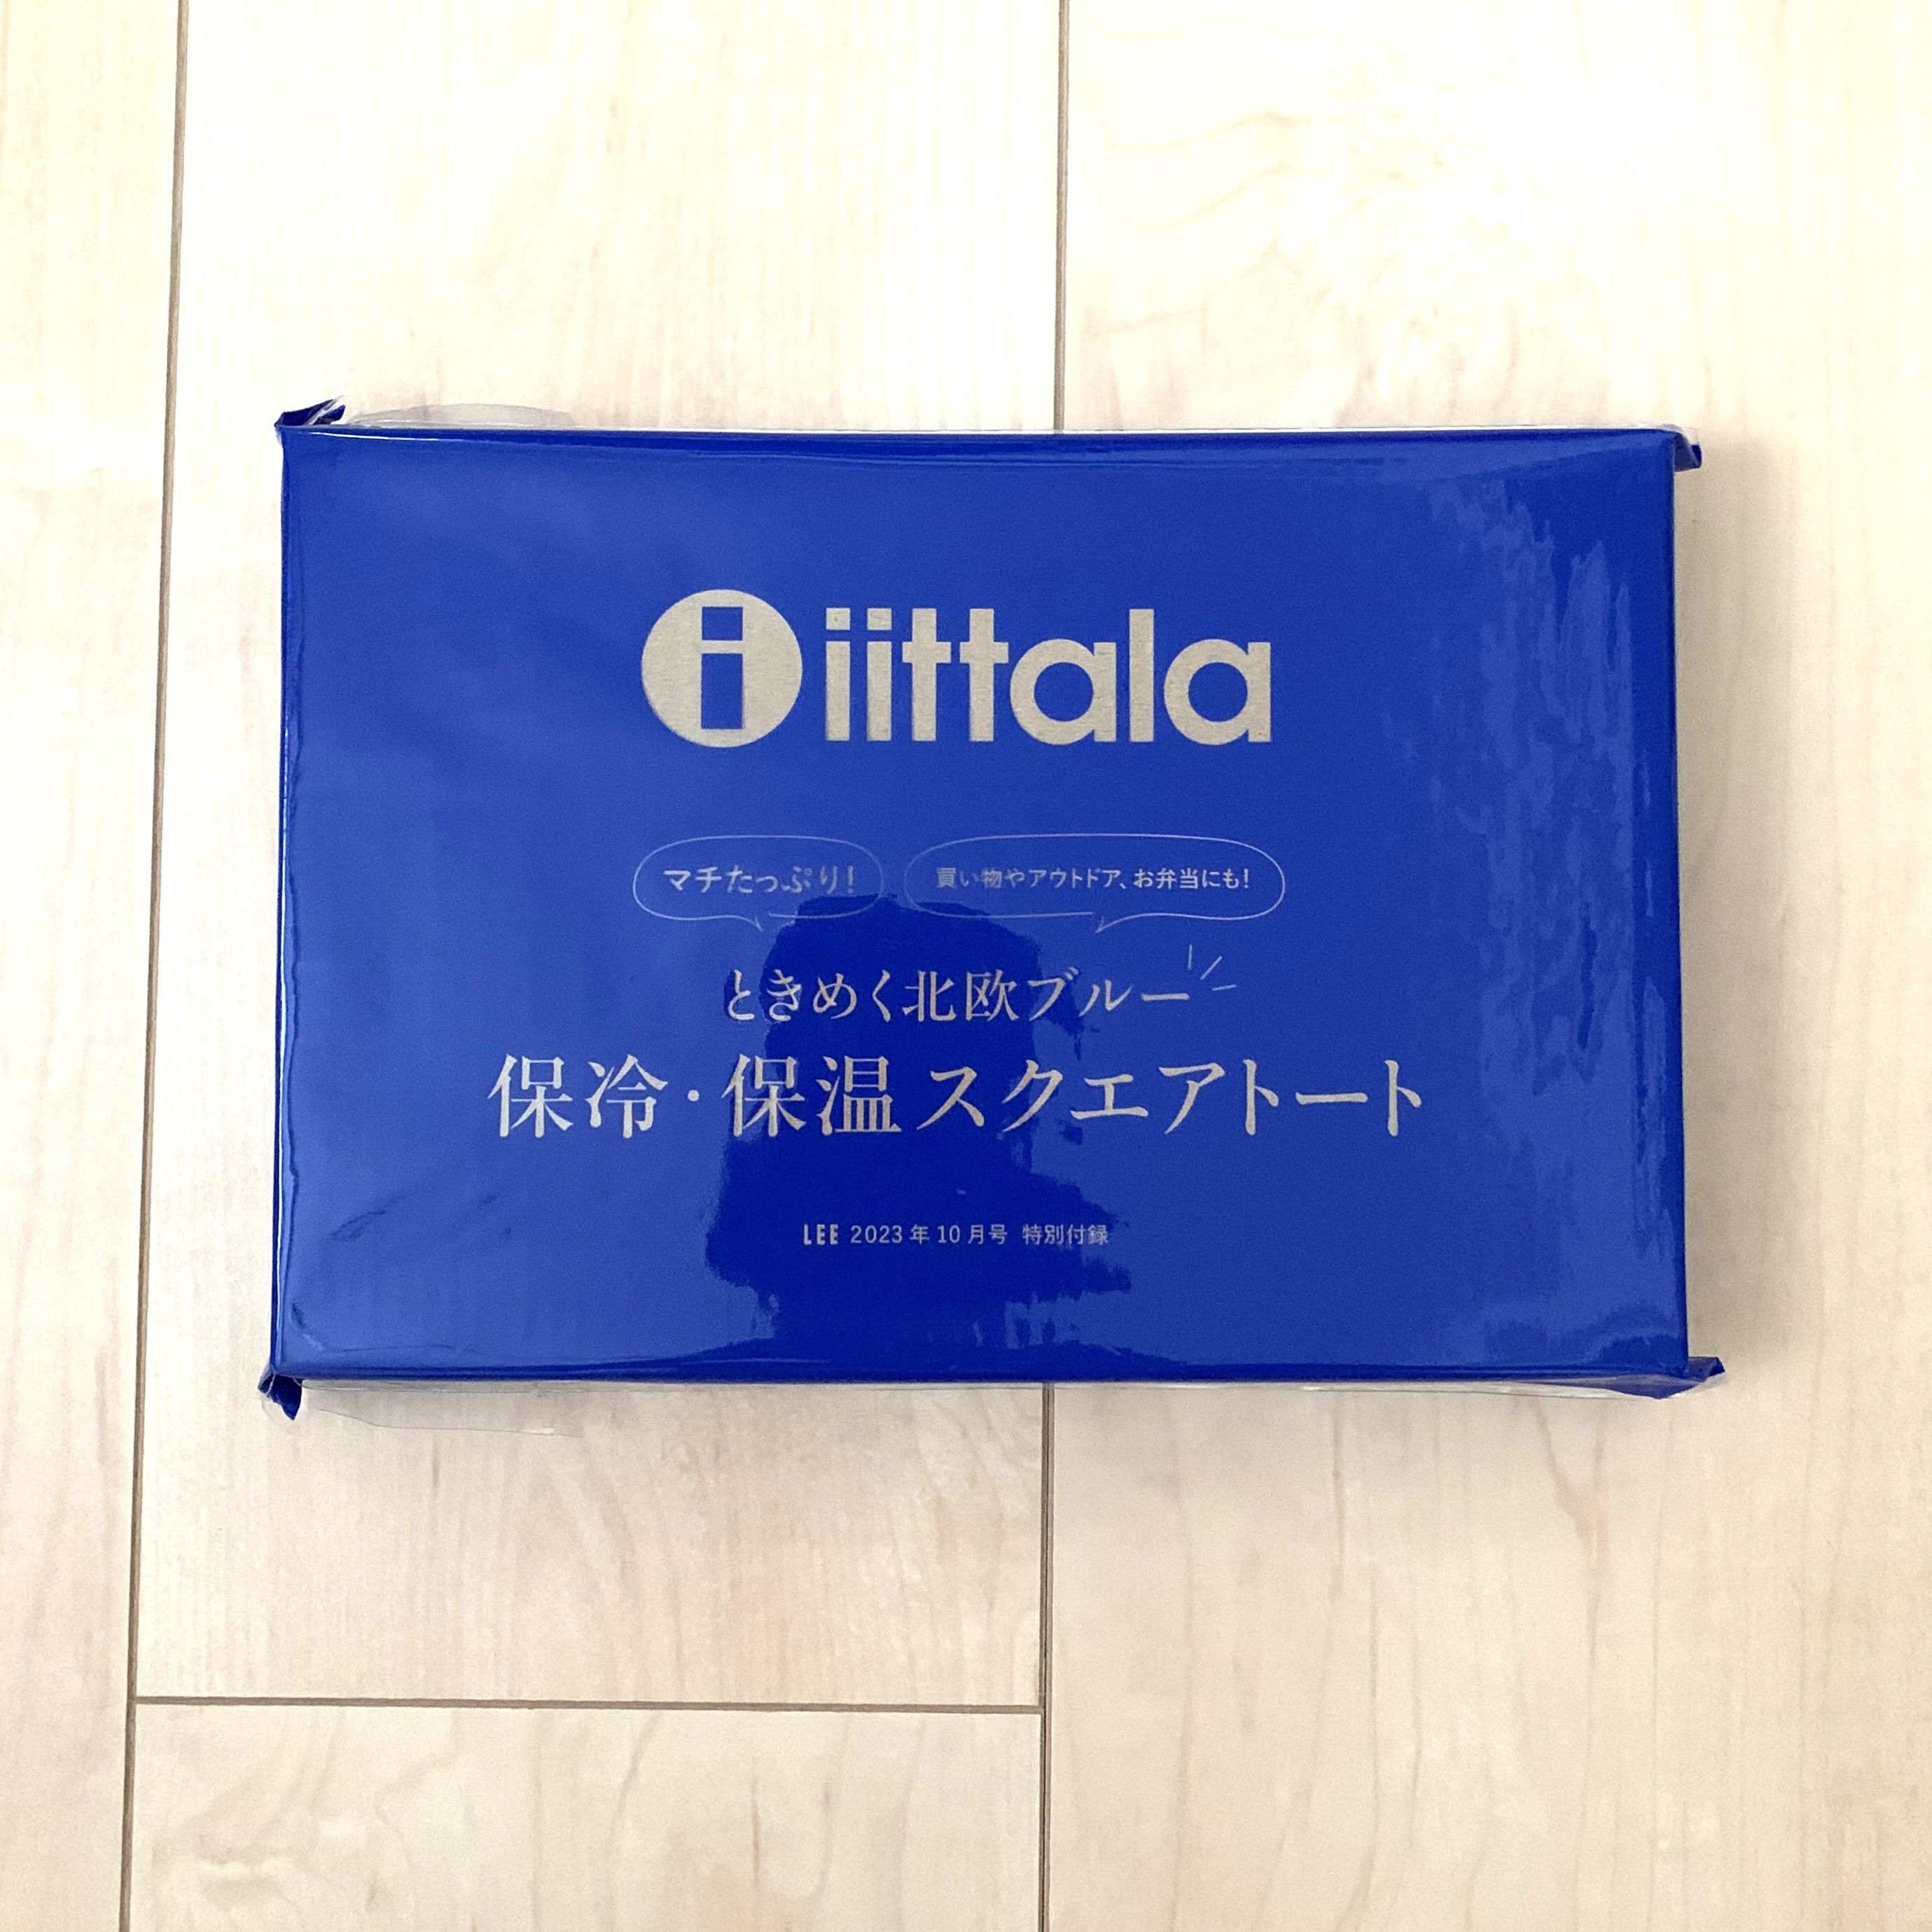 i iittala
マチたっぷり!
買い物やアウトドア、お弁当にも!
ときめく北欧ブルー
保冷・保温 スクエアトート
LEE 2023年10月号 特別付録